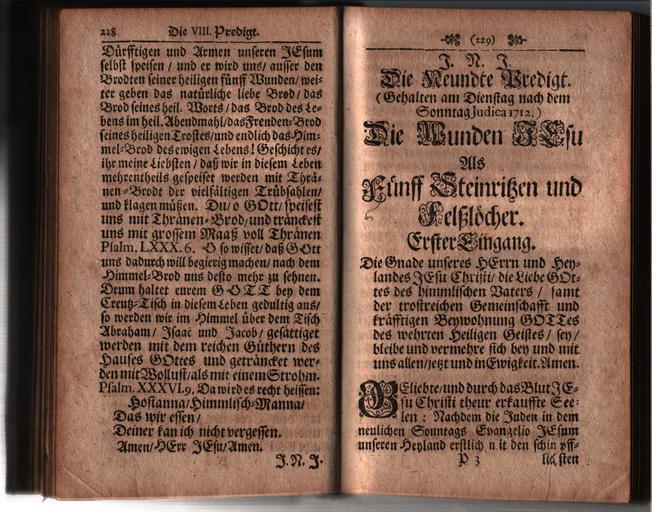 228 Die VIII. Predigt.
Dürfftigen und Armen unseren JEsum
selbst speisen / und er wird uns/ ausser den
Brodten seiner heiligen fünff Wunden/ wei-
ter geben das natürliche liebe Brod / das
Brod seines heil. Worts / das Brod des Le-
bens im heil. Abendmahl / das Frenden-Brod
seines heiligen Trostes/ und endlich das Him-
mel-Brod des ewigen Lebens! Geschicht es/
ihr meine Liebsten / daß wir in diesem Leben
mehrentheils gespeiset werden mit Thrä-
nen-Brodt der vielfältigen Trübsahlen/
und klagen müßen. Du/ o GOtt/ speisest
uns mit Thränen-Brod/ und tränckest
uns mit grossem Maaß voll Thränen
Psalm. LXXX. 6. O so wisset/ daß GOtt
uns dadurch will begierig machen/ nach dem
Himmel-Brod uns desto mehr zu sehnen.
Drum haltet eurem GOTT bey dem
Creutz-Tisch in diesem Leben gedultig aus/
so werden wir im Himmel über dem Tisch
Abraham/ Isaac und Jacob/ gesättiget
werden mit dem reichen Güthern des
Hauses GOttes und geträncket wer-
den mit Wollust/ als mit einem Strohm.
Psalm. XXXVI. 9. Da wird es recht heissen:
Hosianna/ Himmlisch-Manna/
Das wir essen/
Deiner kan ich nicht vergessen.
Amen/ HErr JEsu/ Amen.
J. N. J.
(229)
J. N. J.
Die Neundte Predigt.
(Gehalten am Dienstag nach dem
Sonntag Judica 1712.)
Die Wunden JEsu
Als
Fünff Steinritzen und
Felßlöcher.
Erster Eingang.
Die Gnade unseres HErrn und Hey-
landes JEsu Christi/ die Liebe GOt-
tes des himmlischen Vaters / samt
der trostreichen Gemeinschafft und
kräfftigen Beywohnung GOTTes
des wehrten Heiligen Geistes / sey/
bleibe und vermehre sich bey und mit
uns allen/ jetzt und in Ewigkeit. Amen.
GEliebte/ und durch das Blut JE-
su Christi theur erkauffte See-
len: Nachdem die Juden in dem
neulichen Sonntags Evangelio JEsum
unseren Heyland erstlich mit den schimpff-
P 3 lichsten